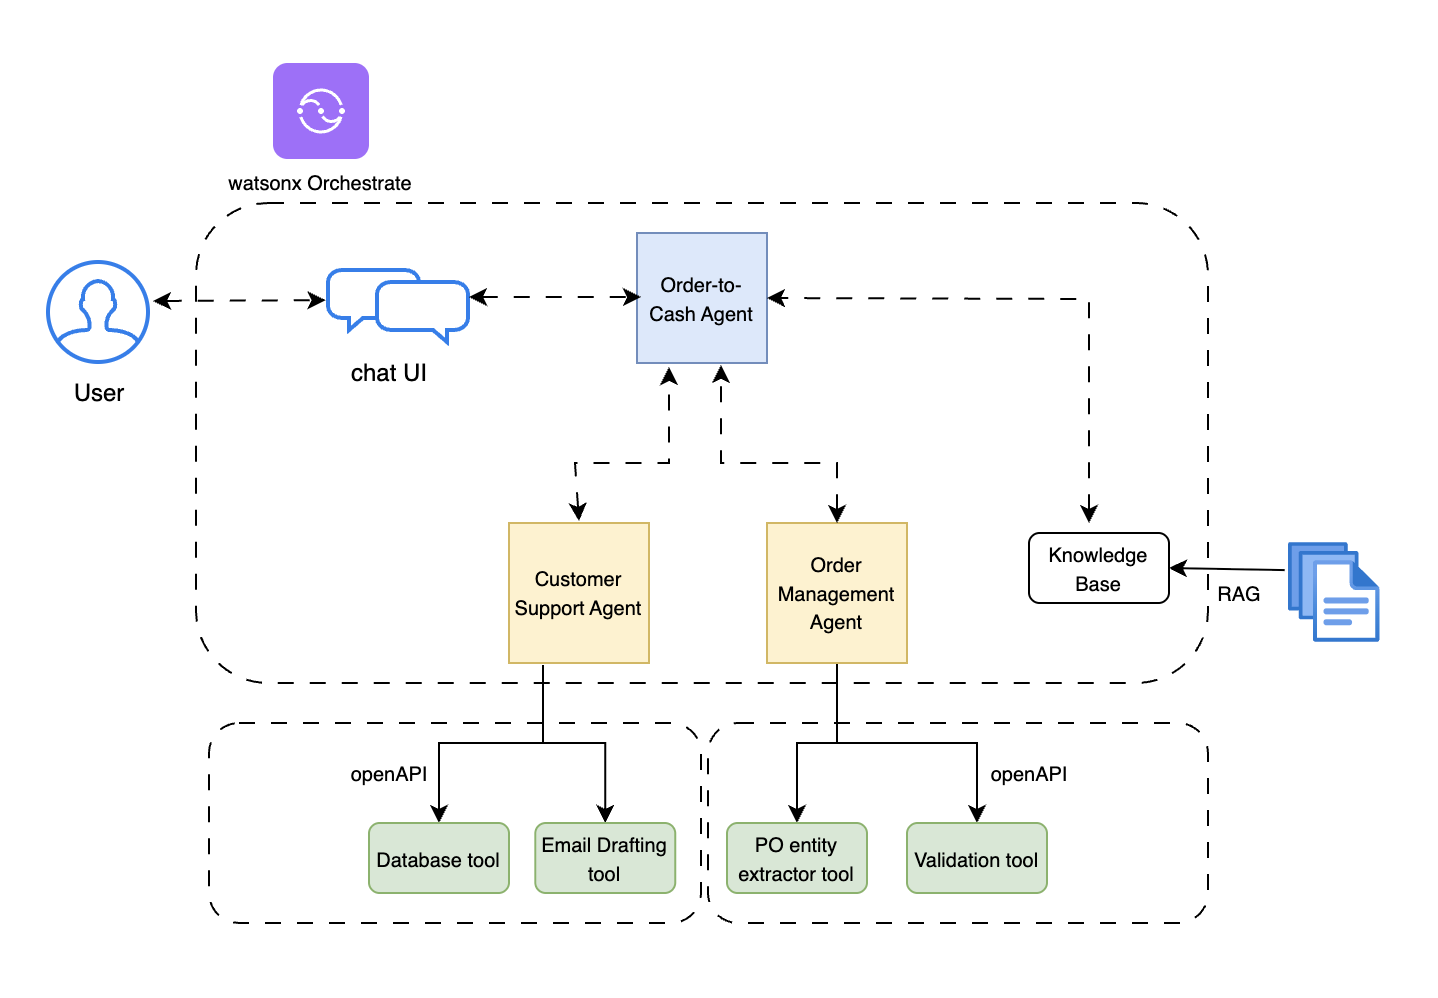 watsonx Orchestrate
Order-to-
Cash Agent
chat UI
User
Customer
Support Agent
Order
Management
Agent
Knowledge
Base
RAG
openAPI
openAPI
Database tool
Email Drafting
tool
PO entity
extractor tool
Validation tool